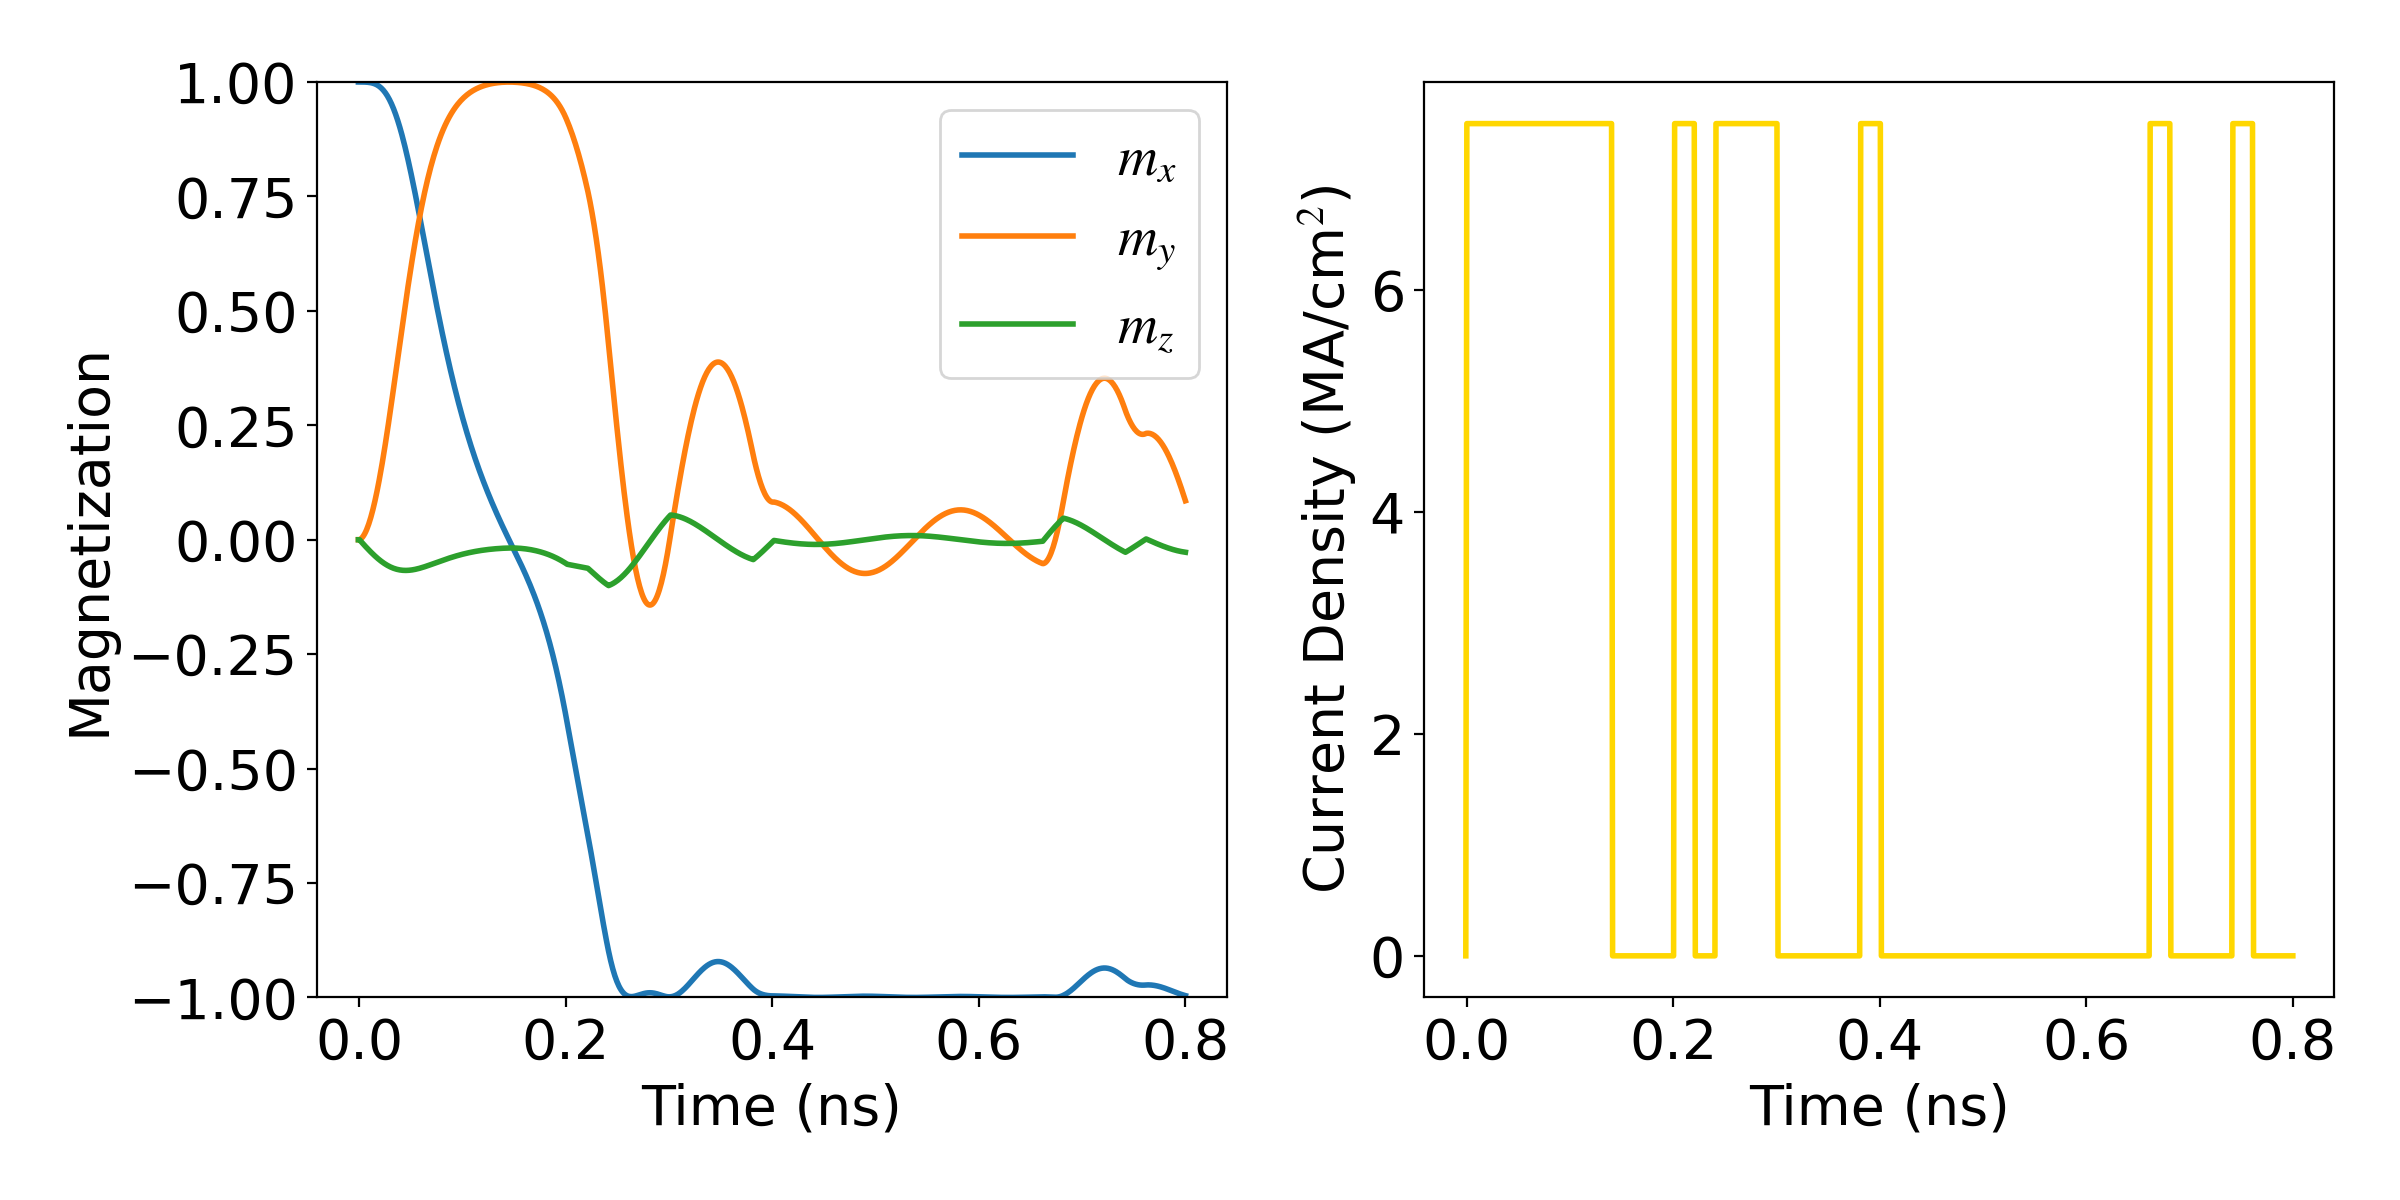 1.00
0.75
0.50
0.25
0.00
−0.25
−0.50
−0.75
−1.00
Magnetization
0.0 0.2 0.4 0.6 0.8
Time (ns)
m_x
m_y
m_z
6
4
2
0
Current Density (MA/cm²)
0.0 0.2 0.4 0.6 0.8
Time (ns)